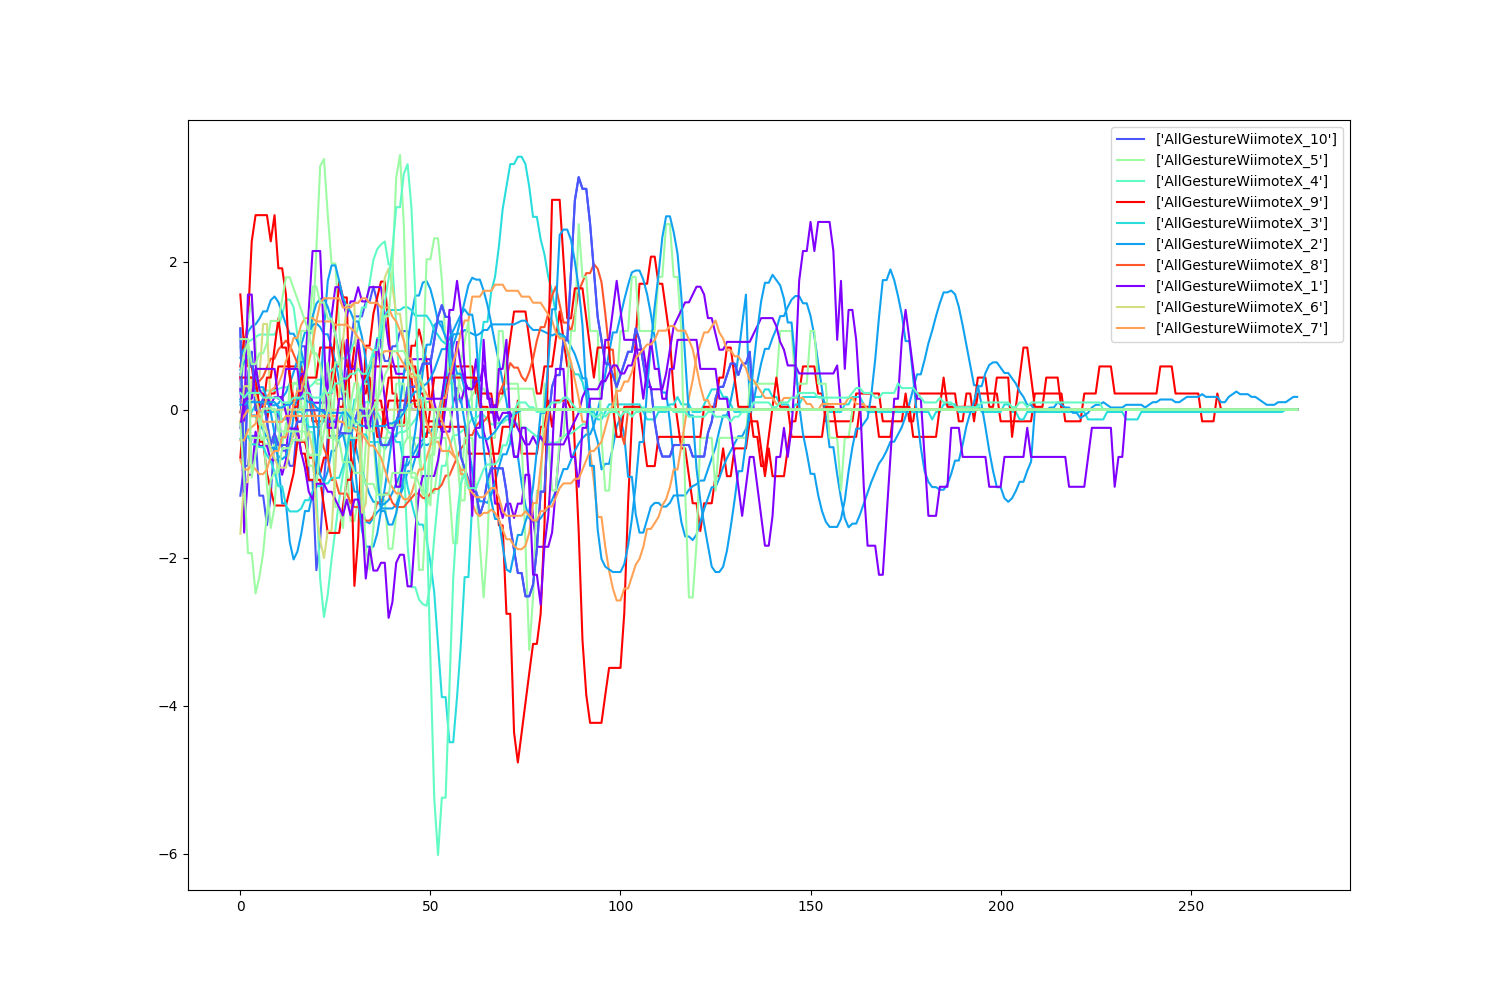 ['AllGestureWiimoteX_10']
['AllGestureWiimoteX_5']
['AllGestureWiimoteX_4']
['AllGestureWiimoteX_9']
['AllGestureWiimoteX_3']
['AllGestureWiimoteX_2']
['AllGestureWiimoteX_8']
['AllGestureWiimoteX_1']
['AllGestureWiimoteX_6']
['AllGestureWiimoteX_7']
2
0
−2
−4
−6
0 50 100 150 200 250